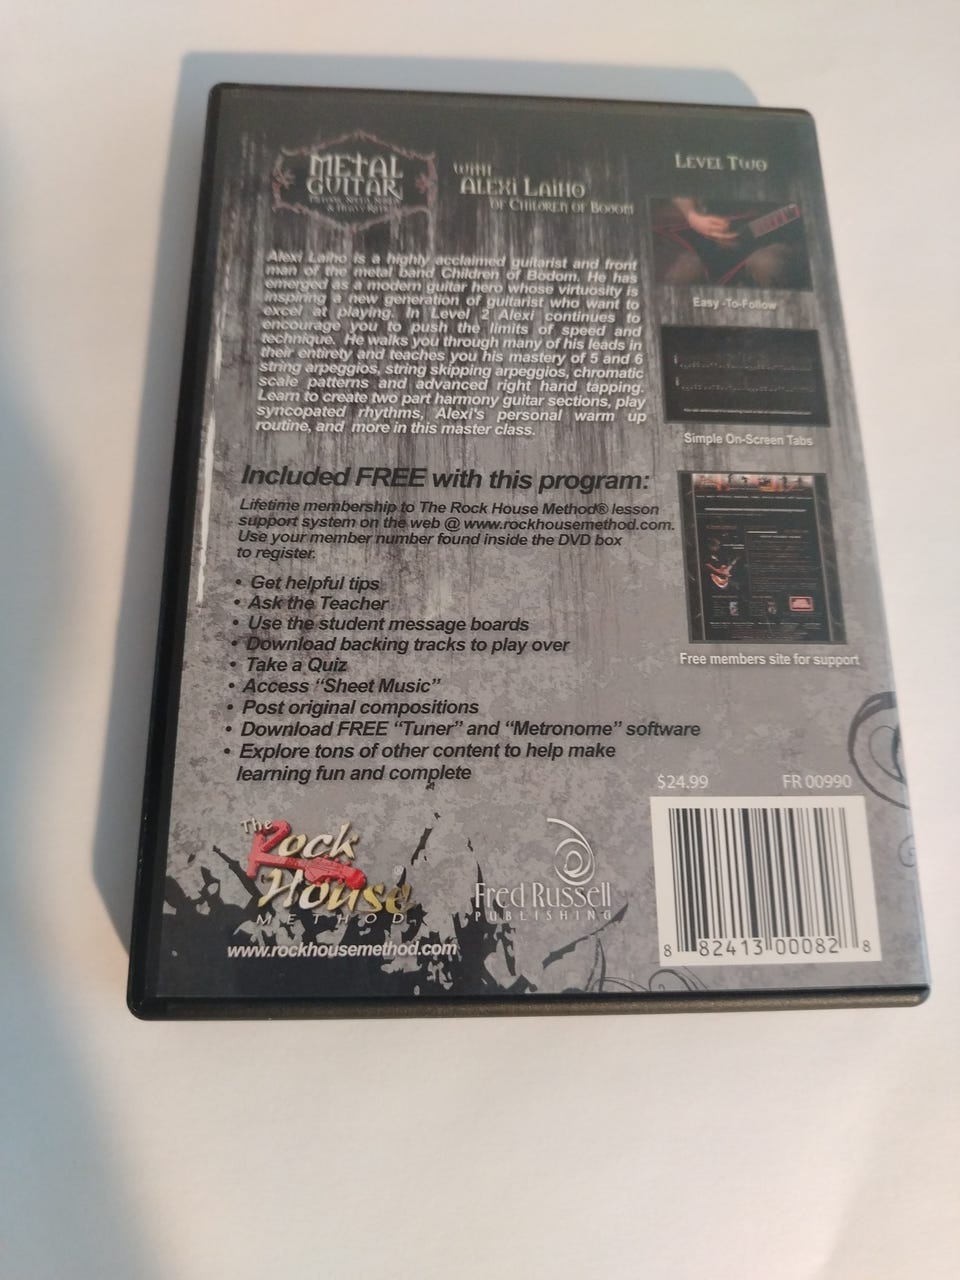 METAL
GUITAR
with
ALEXI LAIHO
OF CHILDREN OF BODOM
LEVEL TWO
Alexi Laiho is a highly acclaimed guitarist and front
man of the metal band Children of Bodom. He has
emerged as a modern guitar hero whose virtuosity is
inspiring a new generation of guitarist who want to
excel at playing. In Level 2 Alexi continues to
encourage you to push the limits of speed and
technique. He walks you through many of his leads in
their entirety and teaches you his mastery of 5 and 6
string arpeggios, string skipping arpeggios, chromatic
scale patterns and advanced right hand tapping.
Learn to create two part harmony guitar sections, play
syncopated rhythms, Alexi's personal warm up
routine, and more in this master class.
Easy -To-Follow
Simple On-Screen Tabs
Free members site for support
Included FREE with this program:
Lifetime membership to The Rock House Method® lesson
support system on the web @ www.rockhousemethod.com.
Use your member number found inside the DVD box
to register.
• Get helpful tips
• Ask the Teacher
• Use the student message boards
• Download backing tracks to play over
• Take a Quiz
• Access “Sheet Music”
• Post original compositions
• Download FREE “Tuner” and “Metronome” software
• Explore tons of other content to help make
learning fun and complete
The
Rock
House®
METHOD
www.rockhousemethod.com
Fred Russell
PUBLISHING
$24.99 FR 00990
8 82413 00082 8